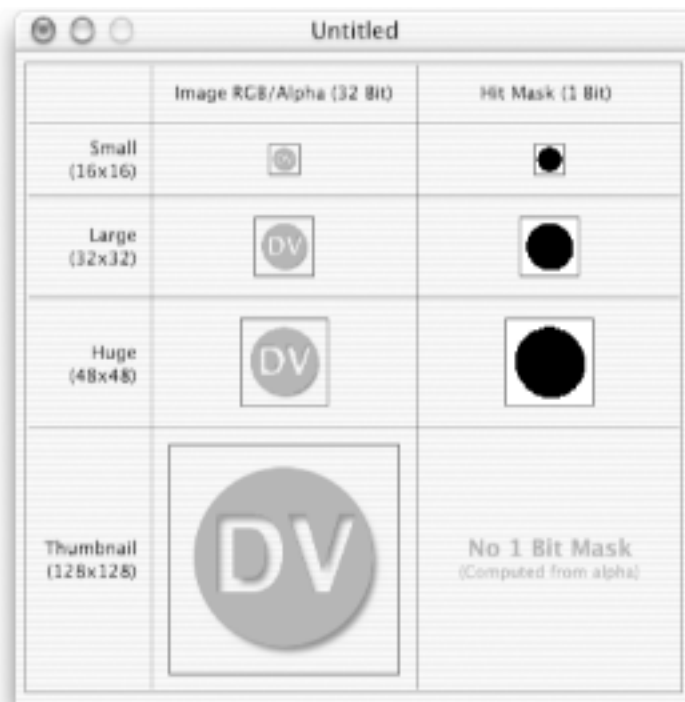 Untitled
Image RGB/Alpha (32 Bit)
Hit Mask (1 Bit)
Small
(16x16)
DV
Large
(32x32)
DV
Huge
(48x48)
DV
Thumbnail
(128x128)
DV
No 1 Bit Mask
(Computed from alpha)